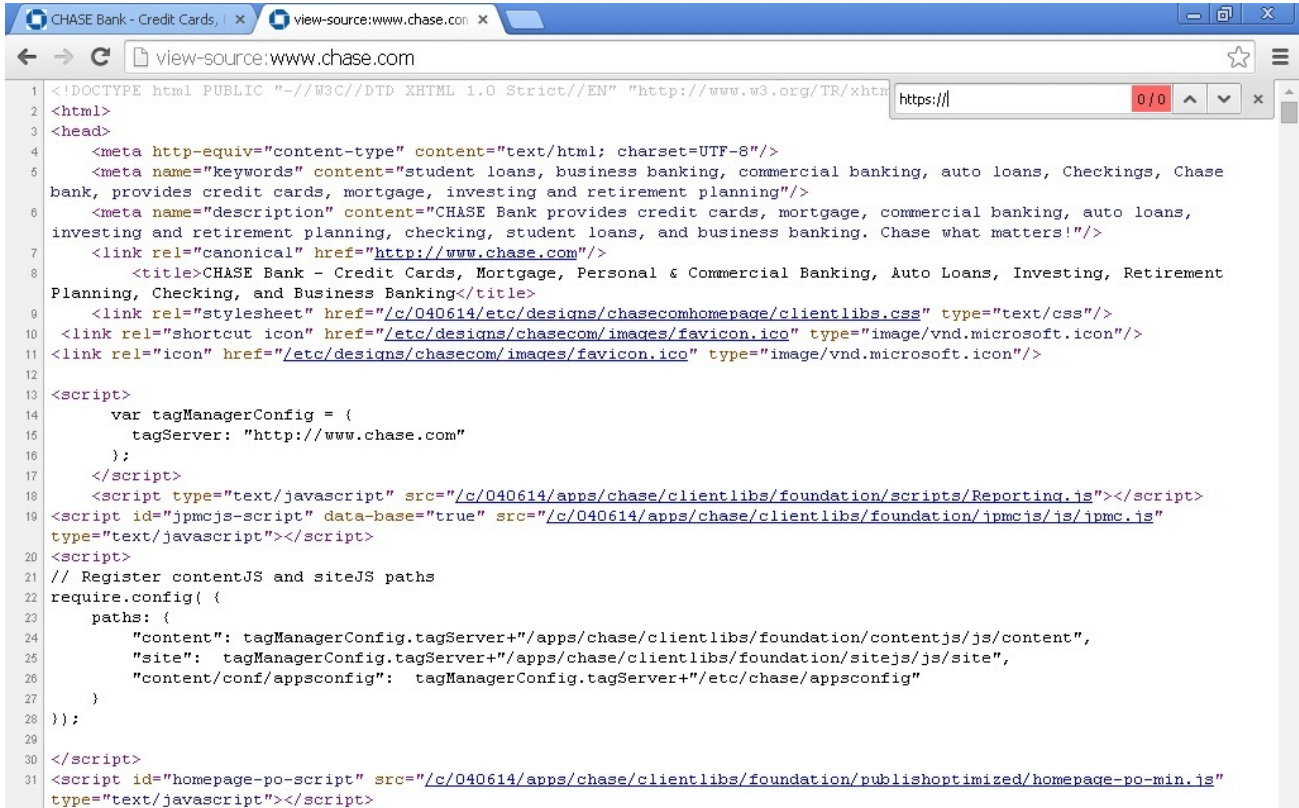 CHASE Bank - Credit Cards, view-source:www.chase.con
view-source:www.chase.com
https:// 0/0
1 <!DOCTYPE html PUBLIC "-//W3C//DTD XHTML 1.0 Strict//EN" "http://www.w3.org/TR/xhtm
2 <html>
3 <head>
4 <meta http-equiv="content-type" content="text/html; charset=UTF-8"/>
5 <meta name="keywords" content="student loans, business banking, commercial banking, auto loans, Checkings, Chase
bank, provides credit cards, mortgage, investing and retirement planning"/>
6 <meta name="description" content="CHASE Bank provides credit cards, mortgage, commercial banking, auto loans,
investing and retirement planning, checking, student loans, and business banking. Chase what matters!"/>
7 <link rel="canonical" href="http://www.chase.com"/>
8 <title>CHASE Bank - Credit Cards, Mortgage, Personal & Commercial Banking, Auto Loans, Investing, Retirement
Planning, Checking, and Business Banking</title>
9 <link rel="stylesheet" href="/c/040614/etc/designs/chasecomhomepage/clientlibs.css" type="text/css"/>
10 <link rel="shortcut icon" href="/etc/designs/chasecom/images/favicon.ico" type="image/vnd.microsoft.icon"/>
11 <link rel="icon" href="/etc/designs/chasecom/images/favicon.ico" type="image/vnd.microsoft.icon"/>
12
13 <script>
14 var tagManagerConfig = {
15 tagServer: "http://www.chase.com"
16 };
17 </script>
18 <script type="text/javascript" src="/c/040614/apps/chase/clientlibs/foundation/scripts/Reporting.js"></script>
19 <script id="jpmcjs-script" data-base="true" src="/c/040614/apps/chase/clientlibs/foundation/jpmcjs/js/jpmc.js"
type="text/javascript"></script>
20 <script>
21 // Register contentJS and siteJS paths
22 require.config( {
23 paths: {
24 "content": tagManagerConfig.tagServer+"/apps/chase/clientlibs/foundation/contentjs/js/content",
25 "site": tagManagerConfig.tagServer+"/apps/chase/clientlibs/foundation/sitejs/js/site",
26 "content/conf/appsconfig": tagManagerConfig.tagServer+"/etc/chase/appsconfig"
27 }
28 });
29
30 </script>
31 <script id="homepage-po-script" src="/c/040614/apps/chase/clientlibs/foundation/publishoptimized/homepage-po-min.js"
type="text/javascript"></script>